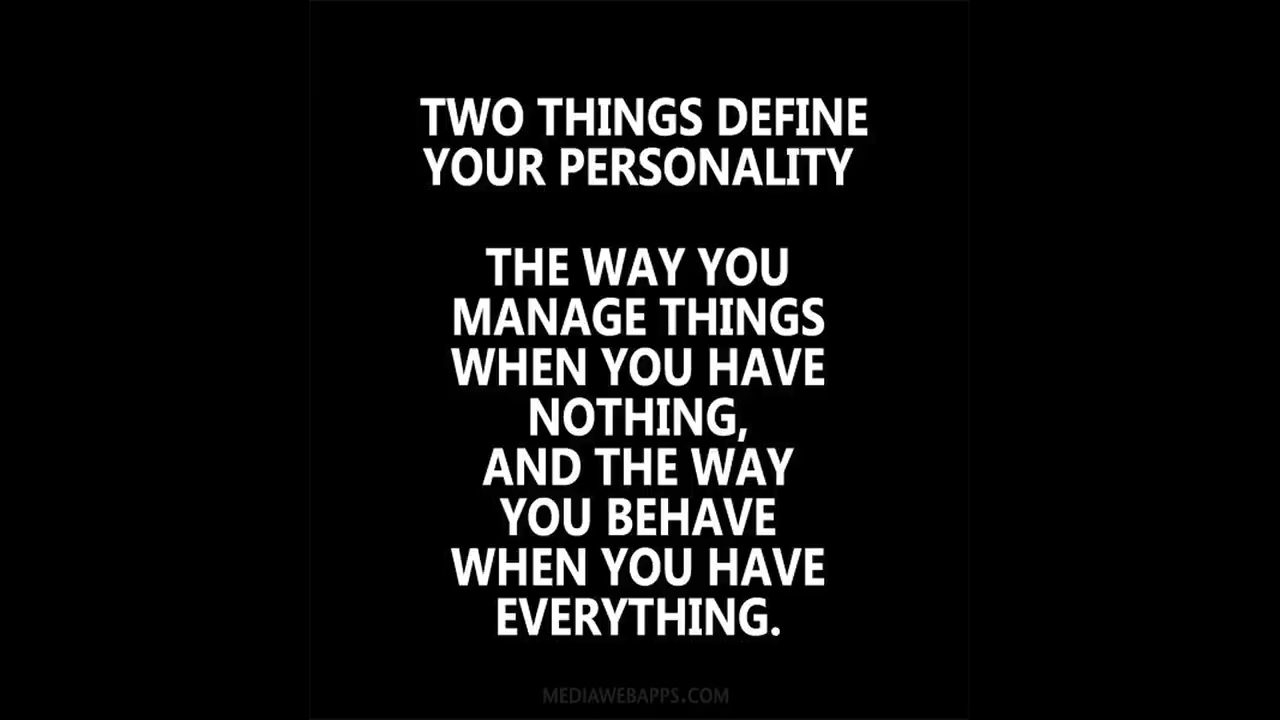 TWO THINGS DEFINE
YOUR PERSONALITY
THE WAY YOU
MANAGE THINGS
WHEN YOU HAVE
NOTHING,
AND THE WAY
YOU BEHAVE
WHEN YOU HAVE
EVERYTHING.
MEDIAWEBAPPS.COM